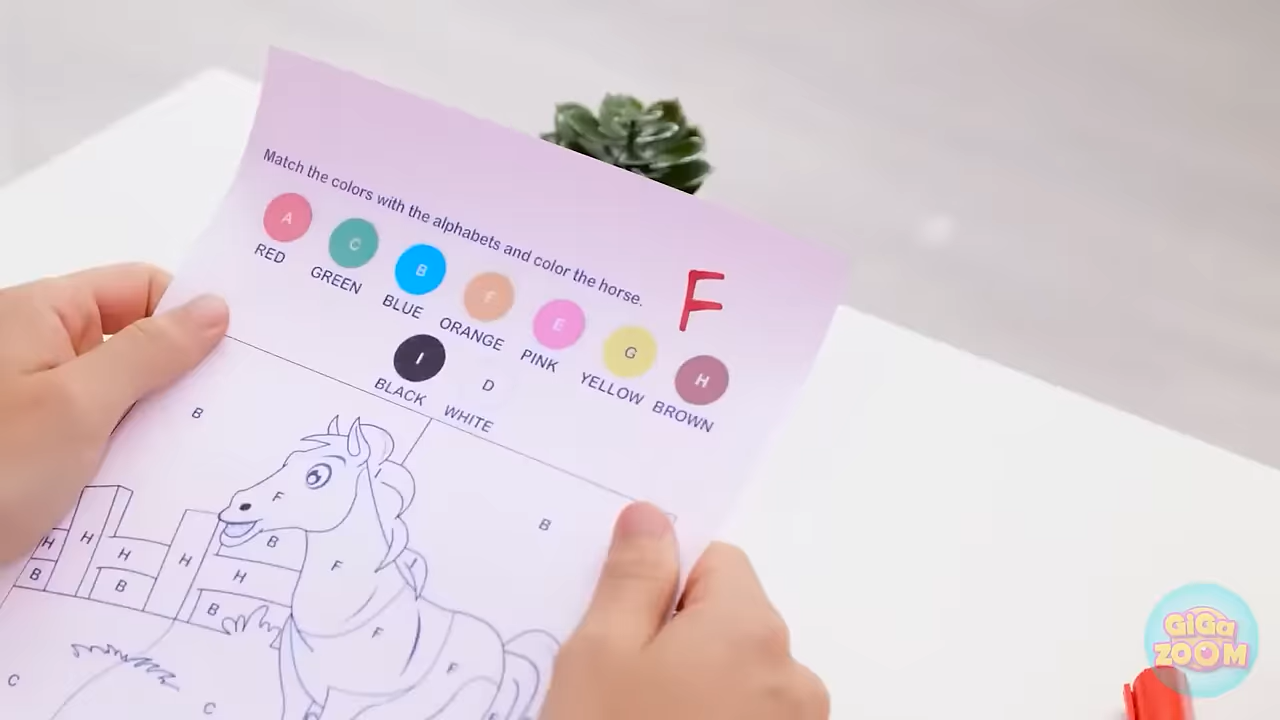 Match the colors with the alphabets and color the horse.
F
A C B F E G H
RED GREEN BLUE ORANGE PINK YELLOW BROWN
I D
BLACK WHITE
B
F
B
H H H H B
F
B B H
B
F
F
C
C
GiGa
ZOOM